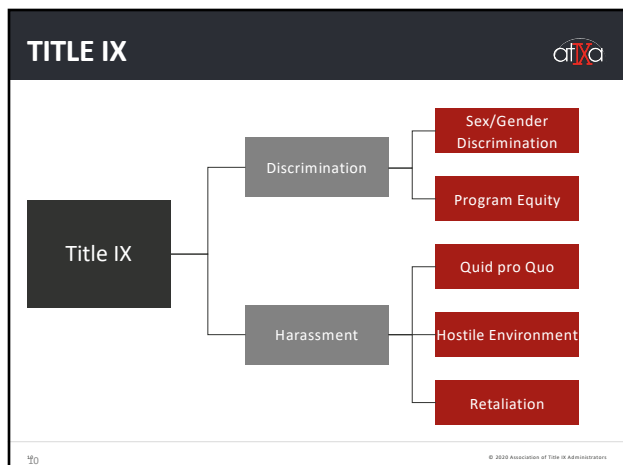 TITLE IX
atIXa
Sex/Gender
Discrimination
Discrimination
Program Equity
Title IX
Quid pro Quo
Harassment
Hostile Environment
Retaliation
10
© 2020 Association of Title IX Administrators